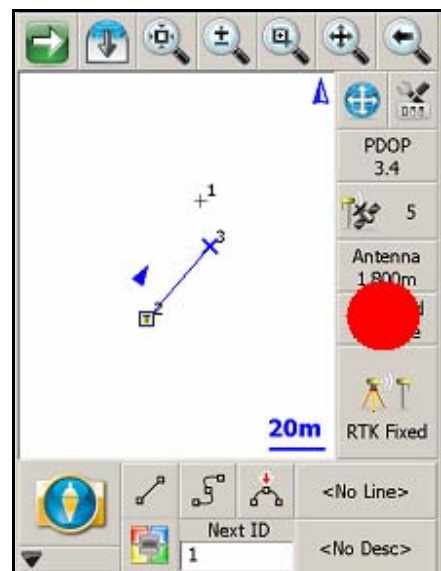 PDOP
3.4
1
5
3
Antenna
1.800m
2
20m
RTK Fixed
<No Line>
Next ID
1
<No Desc>